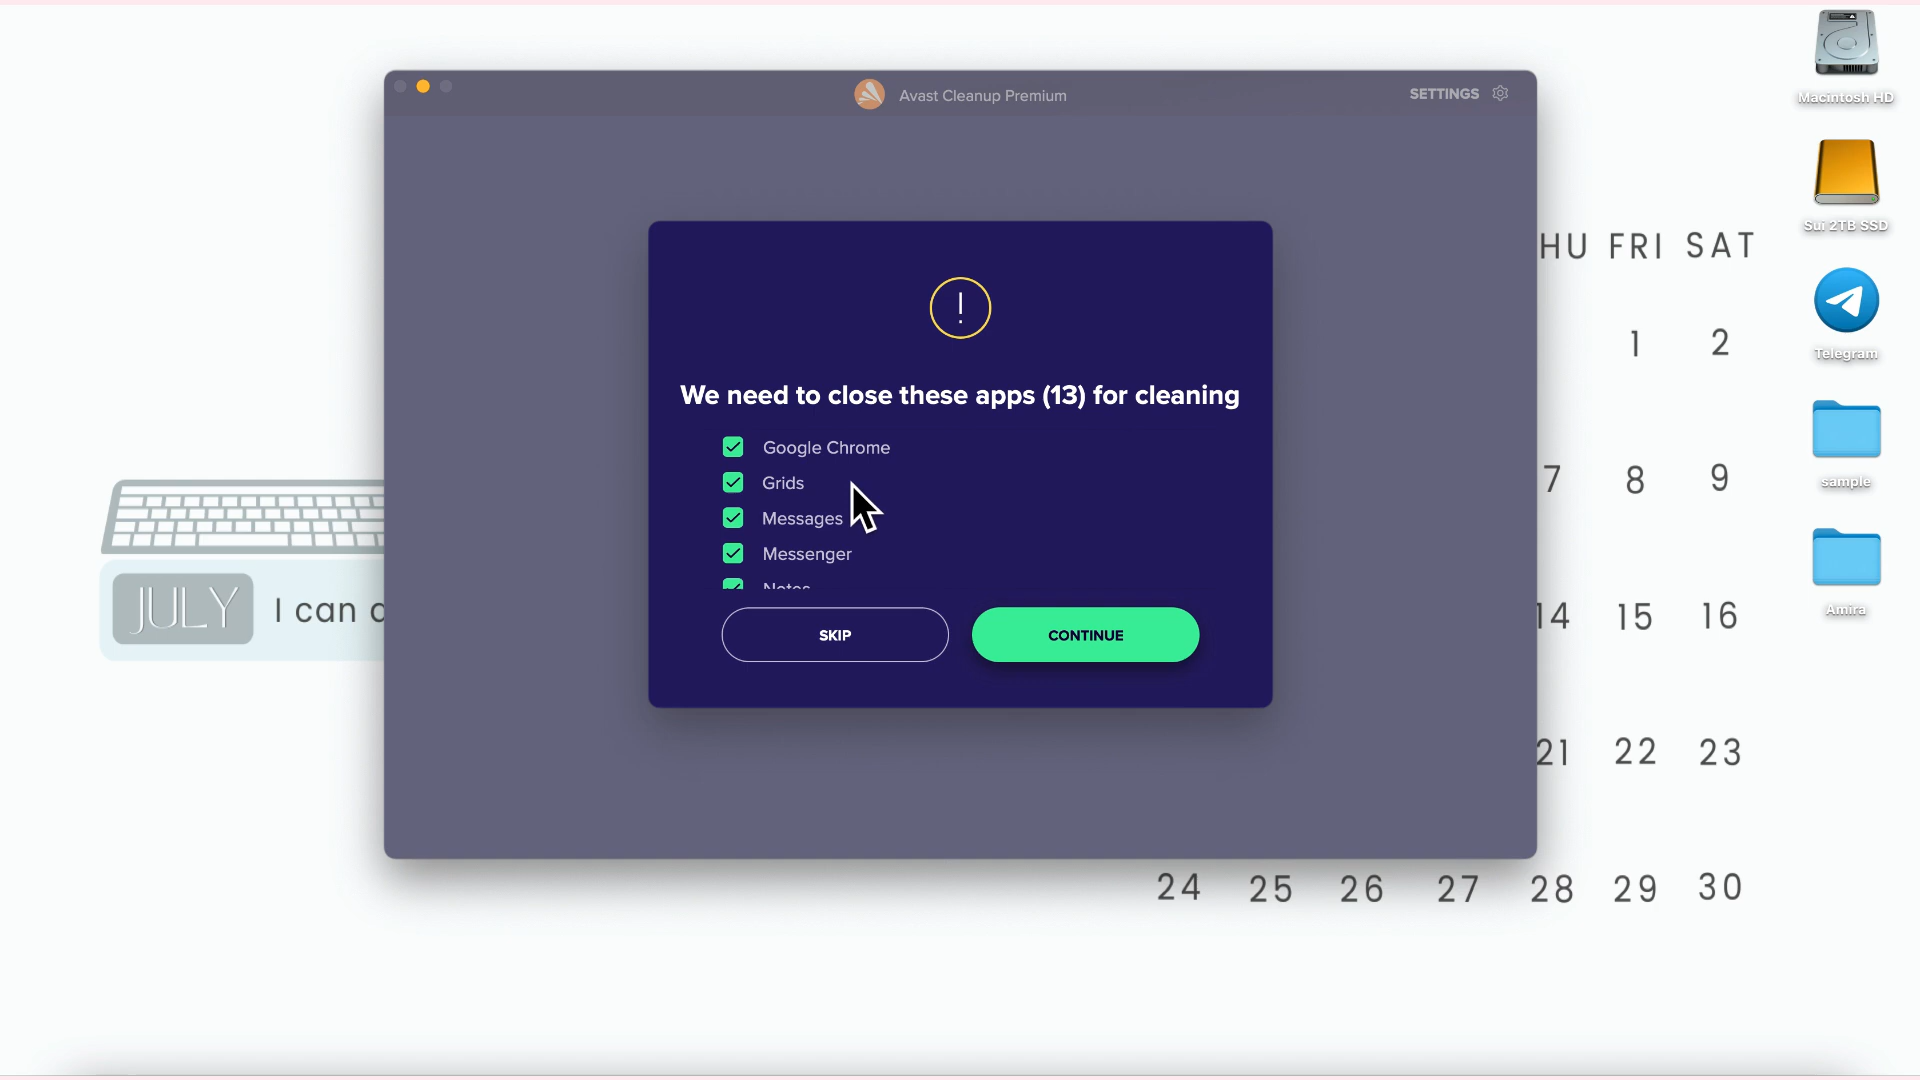 Avast Cleanup Premium
SETTINGS
Macintosh HD
Sui 2TB SSD
Telegram
sample
Amira
We need to close these apps (13) for cleaning
Google Chrome
Grids
Messages
Messenger
Notes
SKIP
CONTINUE
JULY
I can
HU FRI SAT
1 2
7 8 9
14 15 16
21 22 23
24 25 26 27 28 29 30